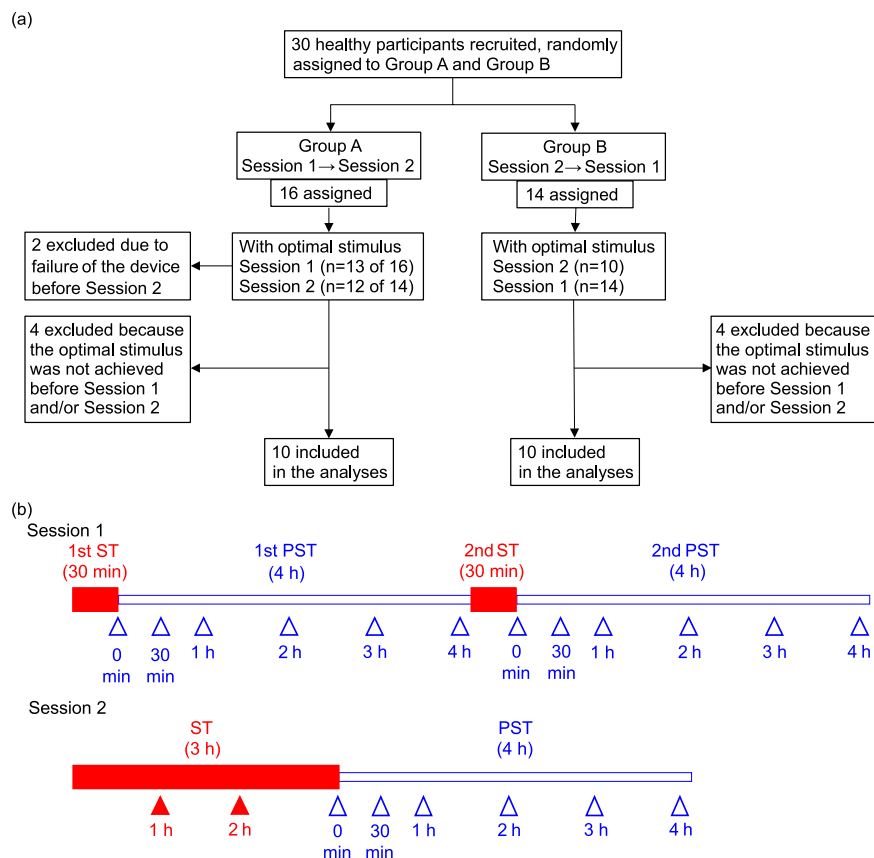 (a)
30 healthy participants recruited, randomly
assigned to Group A and Group B
Group A
Session 1→ Session 2
16 assigned
Group B
Session 2→ Session 1
14 assigned
2 excluded due to
failure of the device
before Session 2
With optimal stimulus
Session 1 (n=13 of 16)
Session 2 (n=12 of 14)
With optimal stimulus
Session 2 (n=10)
Session 1 (n=14)
4 excluded because
the optimal stimulus
was not achieved
before Session 1
and/or Session 2
4 excluded because
the optimal stimulus
was not achieved
before Session 1
and/or Session 2
10 included
in the analyses
10 included
in the analyses
(b)
Session 1
1st ST
(30 min)
1st PST
(4 h)
2nd ST
(30 min)
2nd PST
(4 h)
0
min
30
min
1 h
2 h
3 h
4 h
0
min
30
min
1 h
2 h
3 h
4 h
Session 2
ST
(3 h)
PST
(4 h)
1 h
2 h
0
min
30
min
1 h
2 h
3 h
4 h